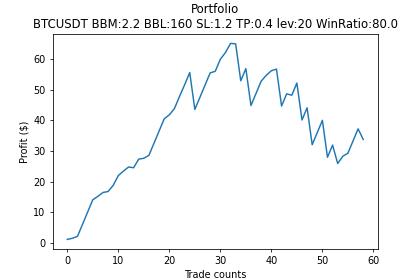 Portfolio
BTCUSDT BBM:2.2 BBL:160 SL:1.2 TP:0.4 lev:20 WinRatio:80.0
Profit ($)
60
50
40
30
20
10
0
0 10 20 30 40 50 60
Trade counts